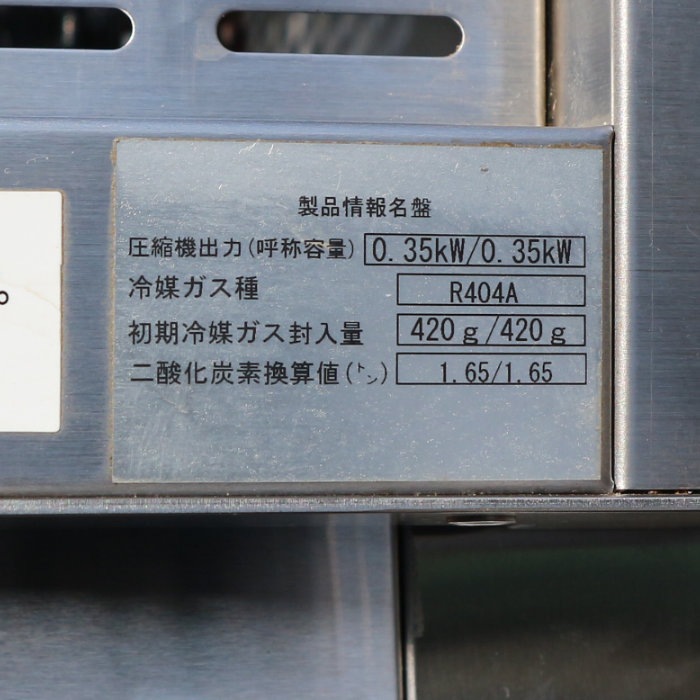 製品情報名盤
圧縮機出力(呼称容量) 0.35kW/0.35kW
冷媒ガス種 R404A
初期冷媒ガス封入量 420g/420g
二酸化炭素換算値(トン) 1.65/1.65
。